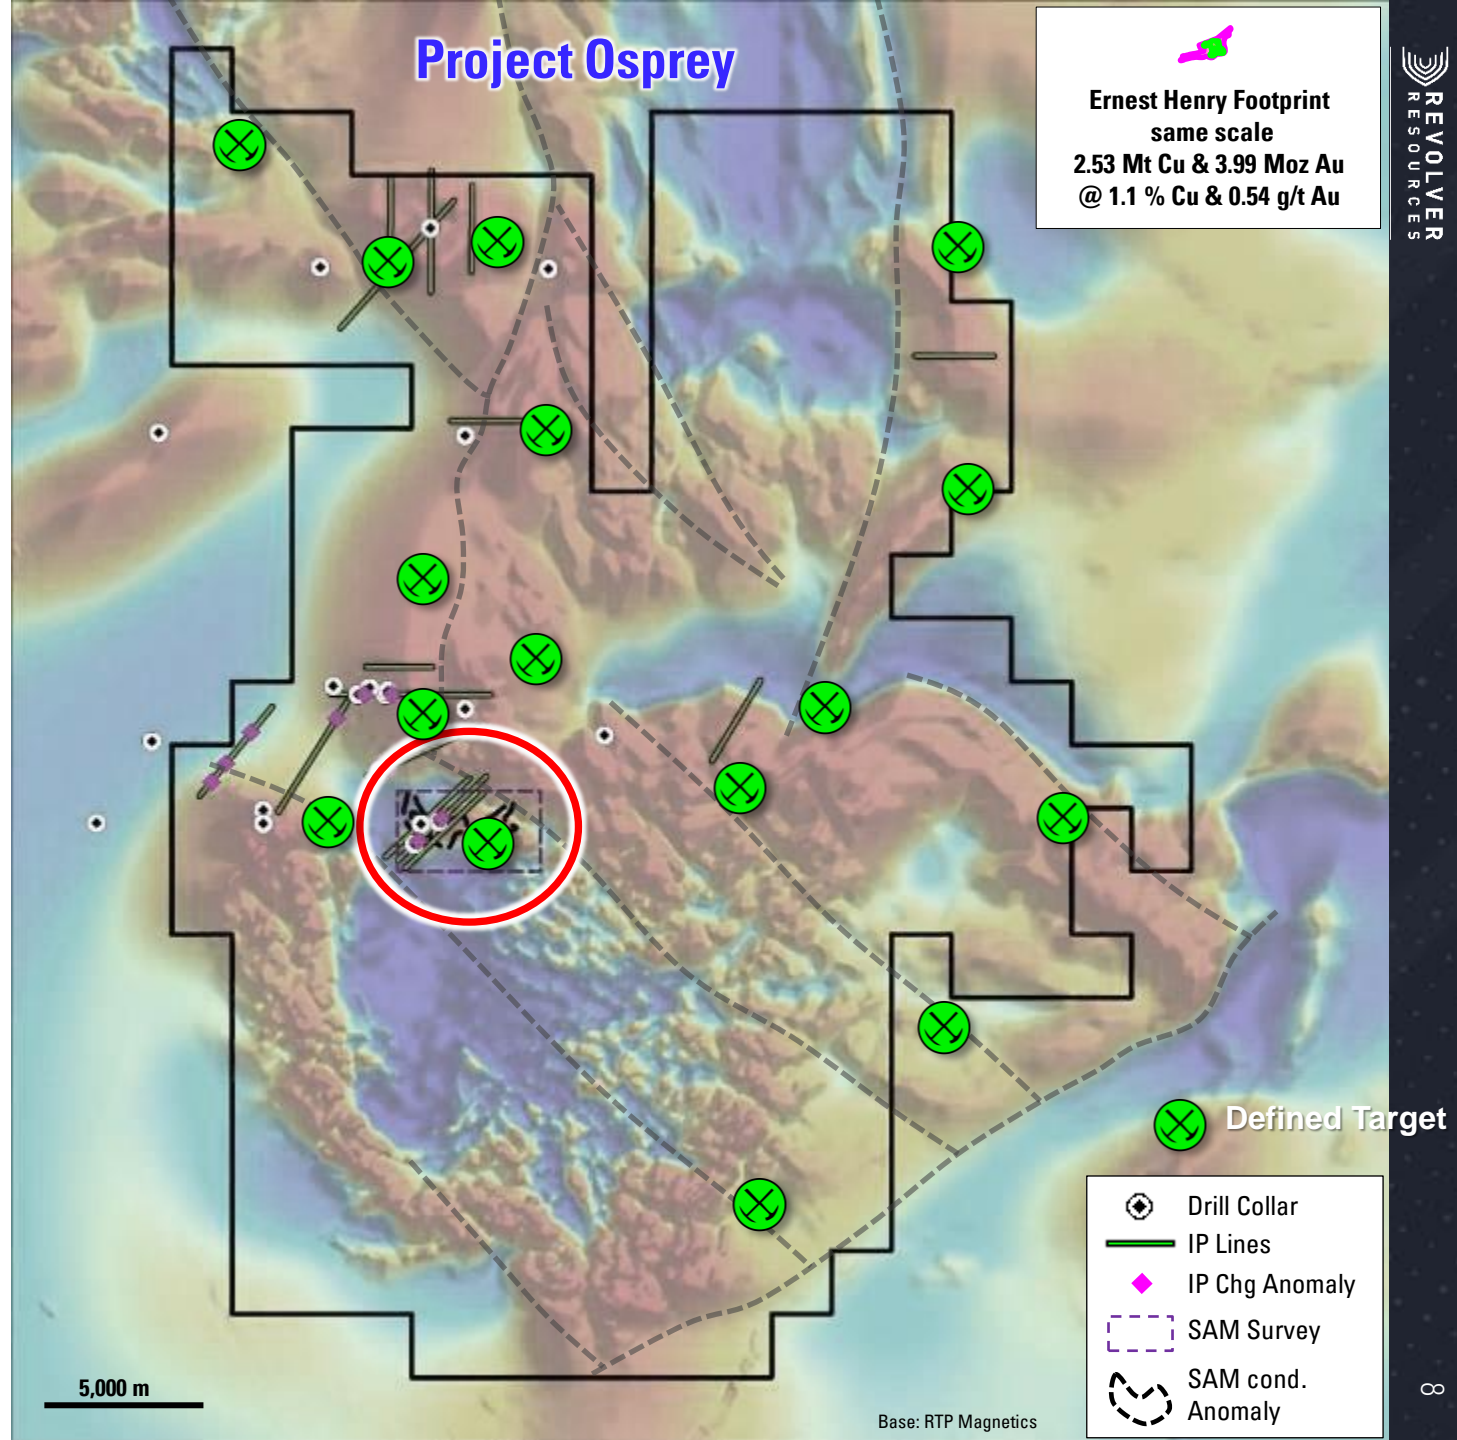 Project Osprey
Ernest Henry Footprint
same scale
2.53 Mt Cu & 3.99 Moz Au
@ 1.1 % Cu & 0.54 g/t Au
REVOLVER
RESOURCES
Defined Target
Drill Collar
IP Lines
IP Chg Anomaly
SAM Survey
SAM cond.
Anomaly
5,000 m
Base: RTP Magnetics
8